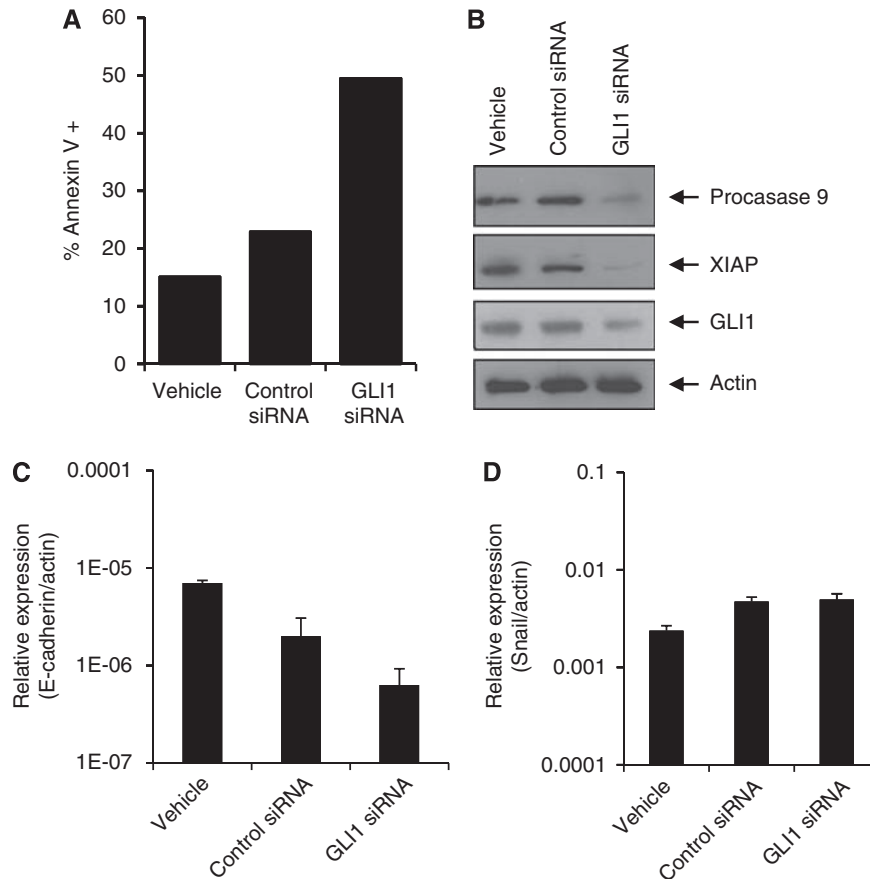 A
% Annexin V +
60
50
40
30
20
10
0
Vehicle
Control
siRNA
GLI1
siRNA
B
Vehicle
Control siRNA
GLI1 siRNA
Procasase 9
XIAP
GLI1
Actin
C
Relative expression
(E-cadherin/actin)
0.0001
1E-05
1E-06
1E-07
Vehicle
Control siRNA
GLI1 siRNA
D
Relative expression
(Snail/actin)
0.1
0.01
0.001
0.0001
Vehicle
Control siRNA
GLI1 siRNA